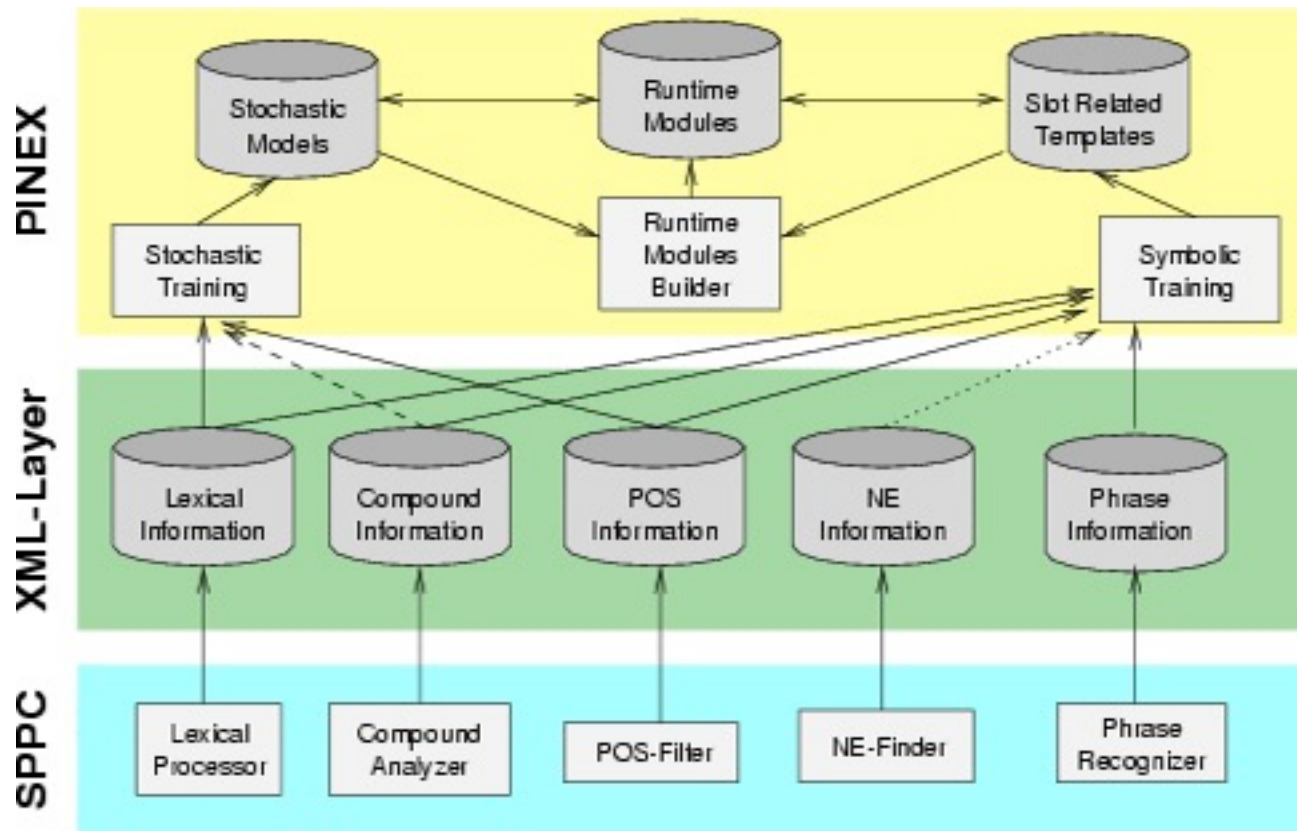 PINEX
Stochastic
Models
Runtime
Modules
Slot Related
Templates
Stochastic
Training
Runtime
Modules
Builder
Symbolic
Training
XML-Layer
Lexical
Information
Compound
Information
POS
Information
NE
Information
Phrase
Information
SPPC
Lexical
Processor
Compound
Analyzer
POS-Filter
NE-Finder
Phrase
Recognizer